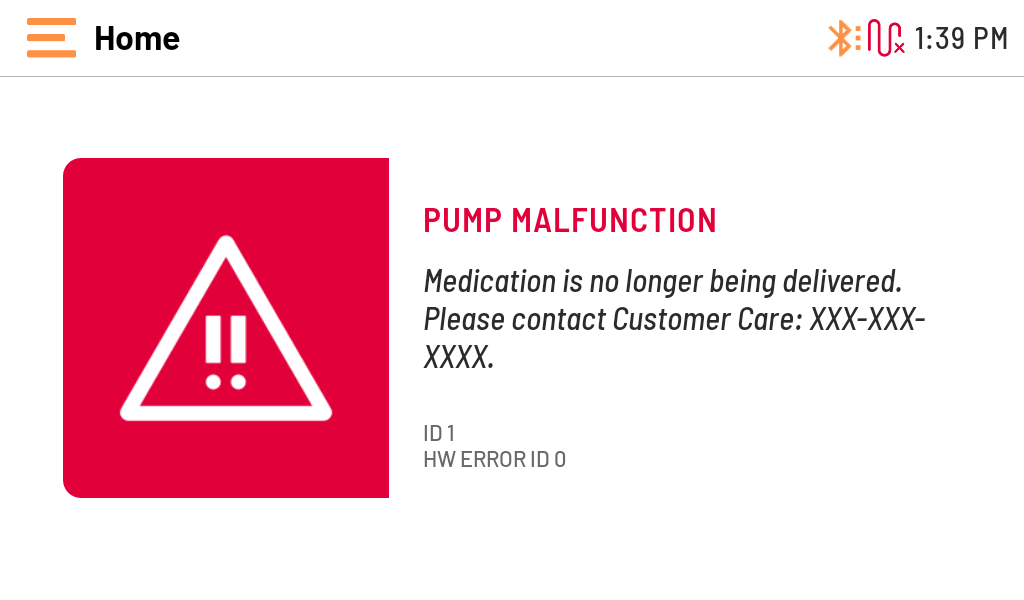 Home
1:39 PM
PUMP MALFUNCTION
Medication is no longer being delivered.
Please contact Customer Care: XXX-XXX-
XXXX.
ID 1
HW ERROR ID 0